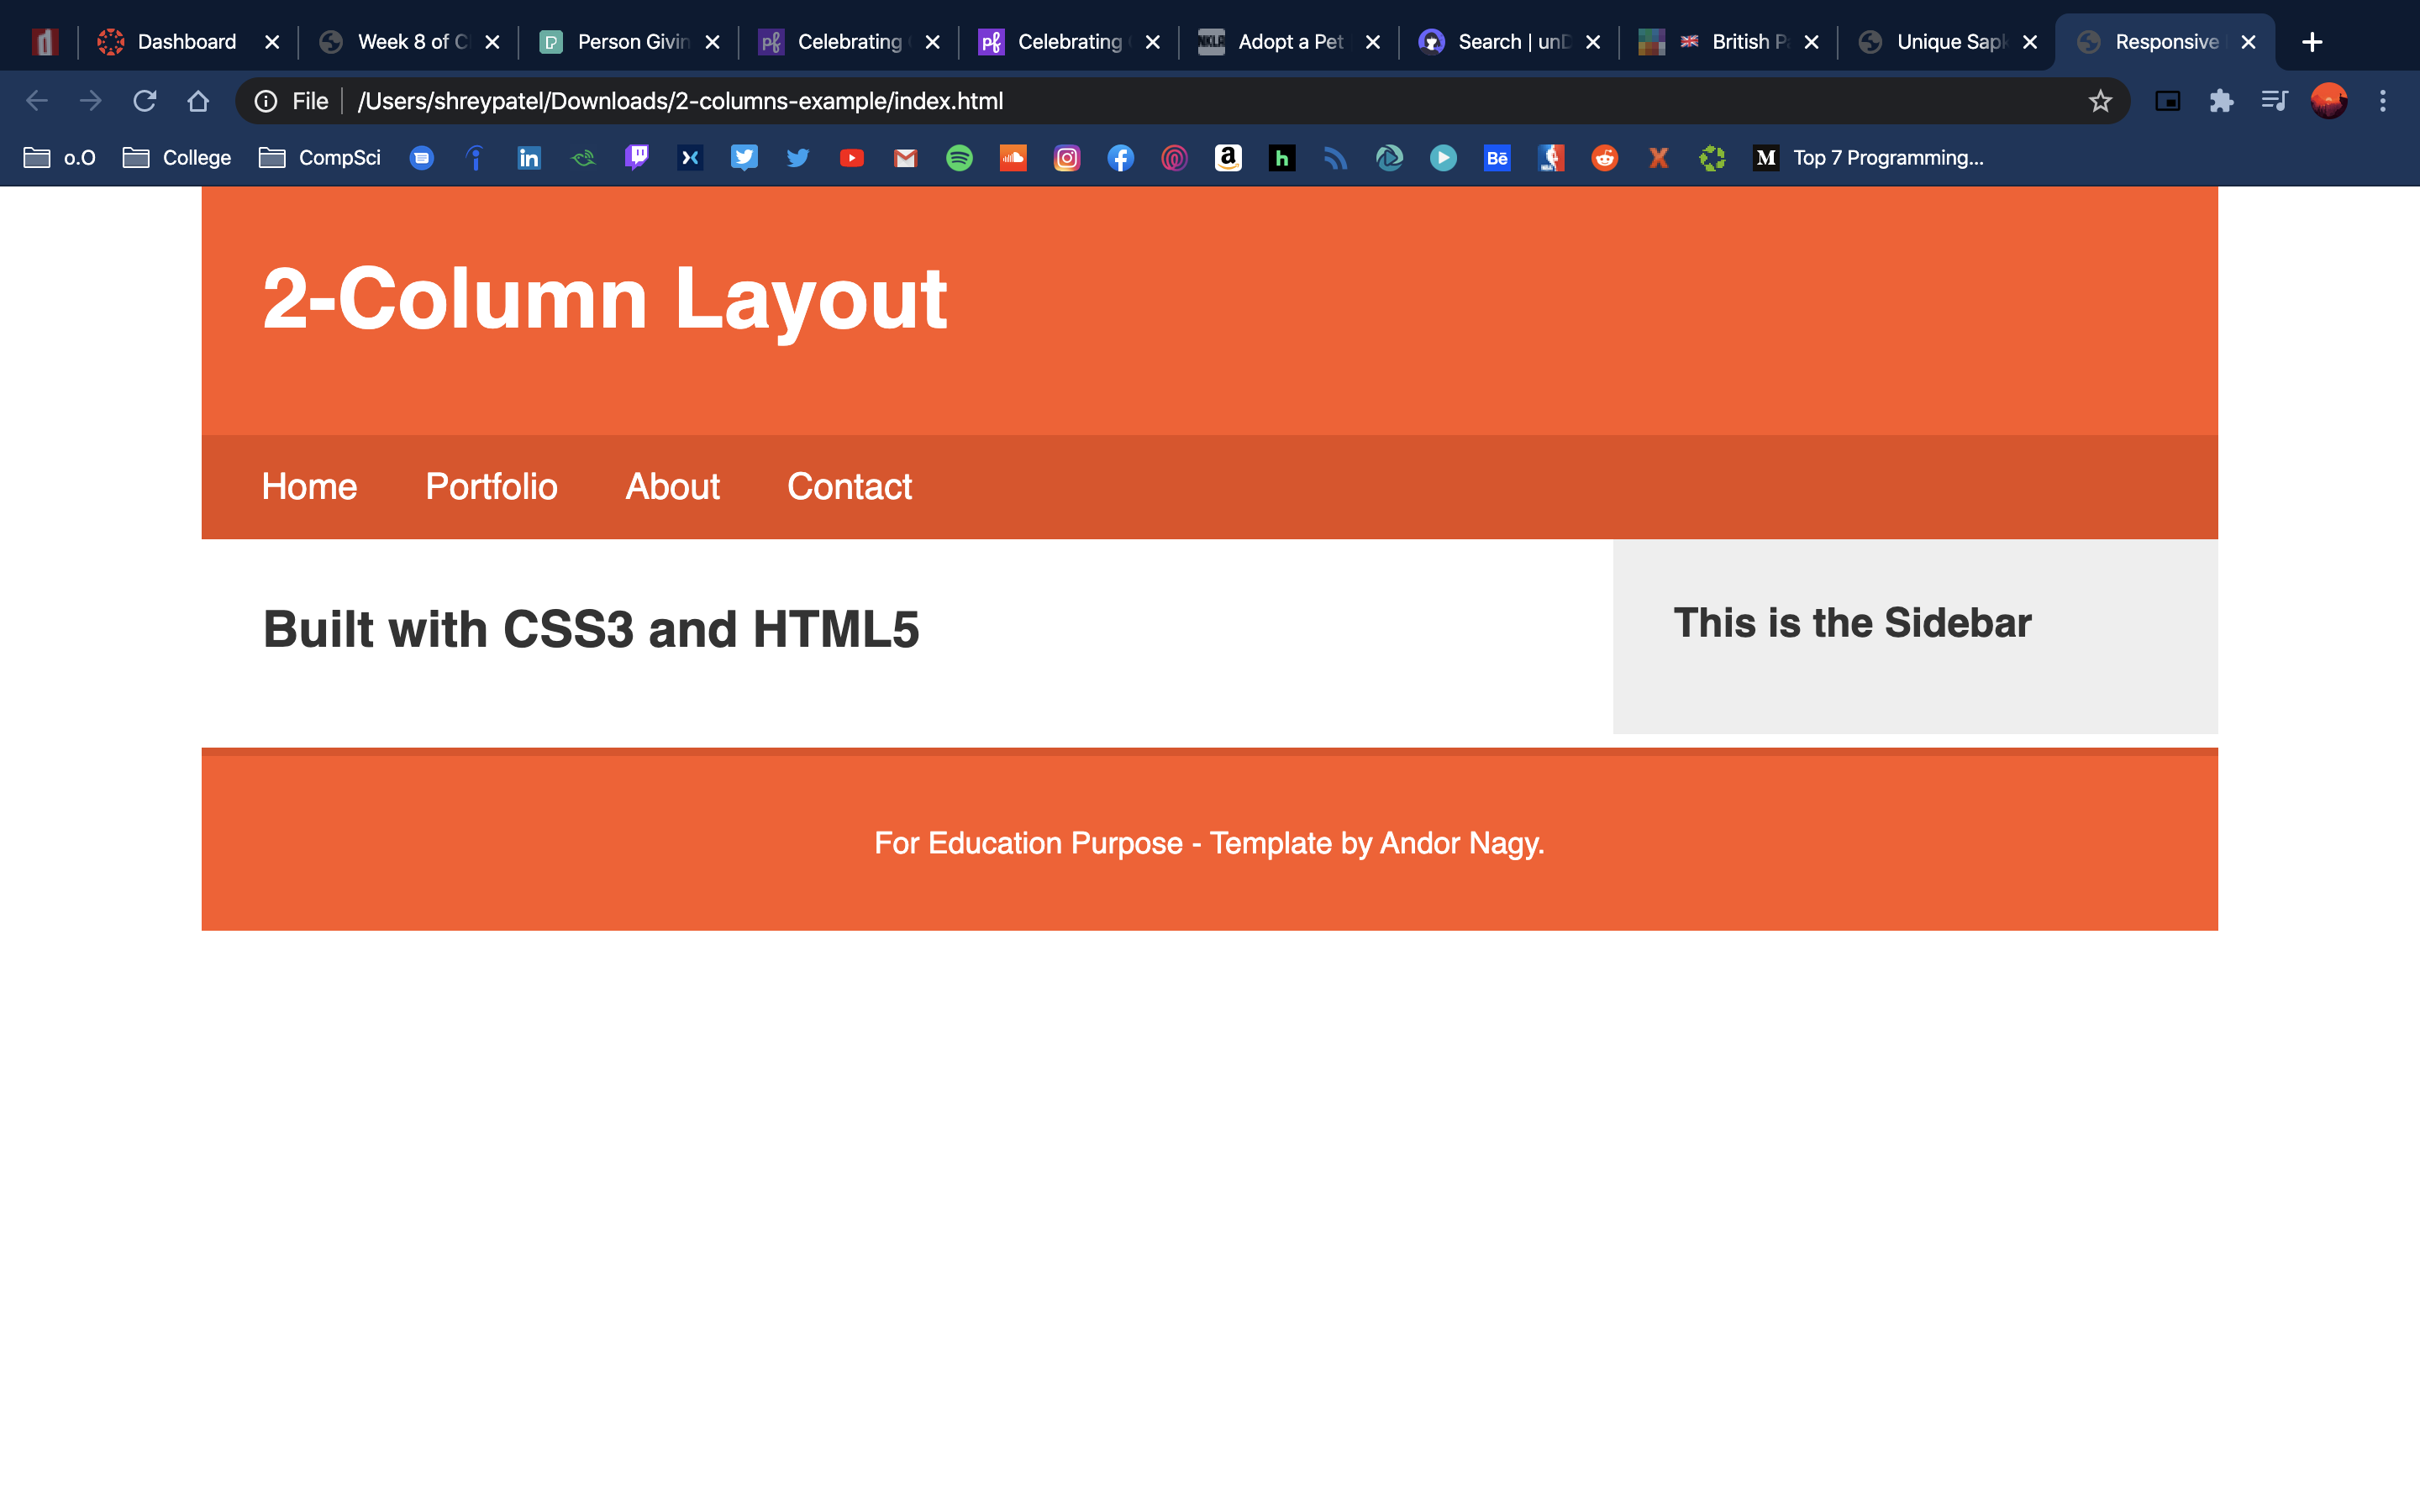 Dashboard Week 8 of C Person Givin Celebrating Celebrating Adopt a Pet Search | unD British P Unique Sapk Responsive
File /Users/shreypatel/Downloads/2-columns-example/index.html
o.O College CompSci Top 7 Programming...
2-Column Layout
Home Portfolio About Contact
Built with CSS3 and HTML5
This is the Sidebar
For Education Purpose - Template by Andor Nagy.